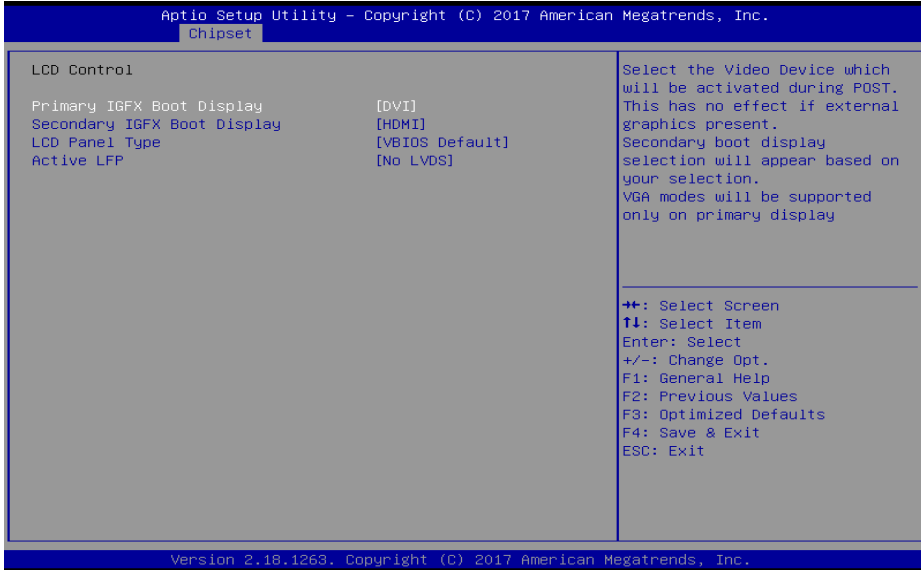 Aptio Setup Utility – Copyright (C) 2017 American Megatrends, Inc.
Chipset
LCD Control
Primary IGFX Boot Display [DVI]
Secondary IGFX Boot Display [HDMI]
LCD Panel Type [VBIOS Default]
Active LFP [No LVDS]
Select the Video Device which
will be activated during POST.
This has no effect if external
graphics present.
Secondary boot display
selection will appear based on
your selection.
VGA modes will be supported
only on primary display
→←: Select Screen
↑↓: Select Item
Enter: Select
+/-: Change Opt.
F1: General Help
F2: Previous Values
F3: Optimized Defaults
F4: Save & Exit
ESC: Exit
Version 2.18.1263. Copyright (C) 2017 American Megatrends, Inc.